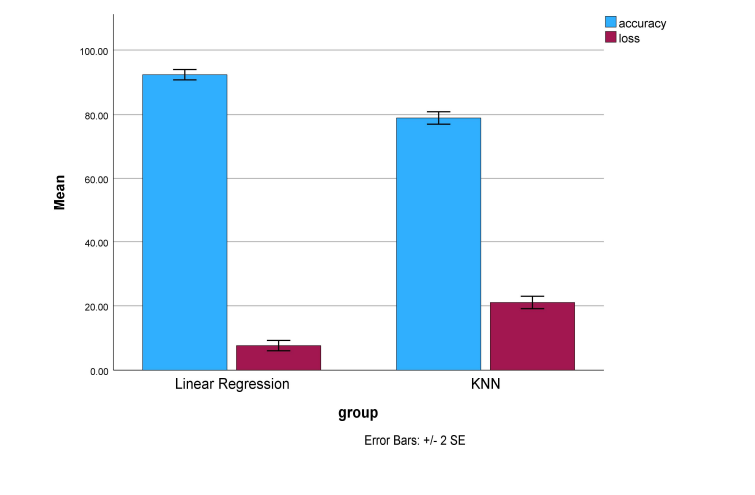 accuracy
loss
100.00
80.00
60.00
40.00
20.00
0.00
Mean
Linear Regression
KNN
group
Error Bars: +/- 2 SE